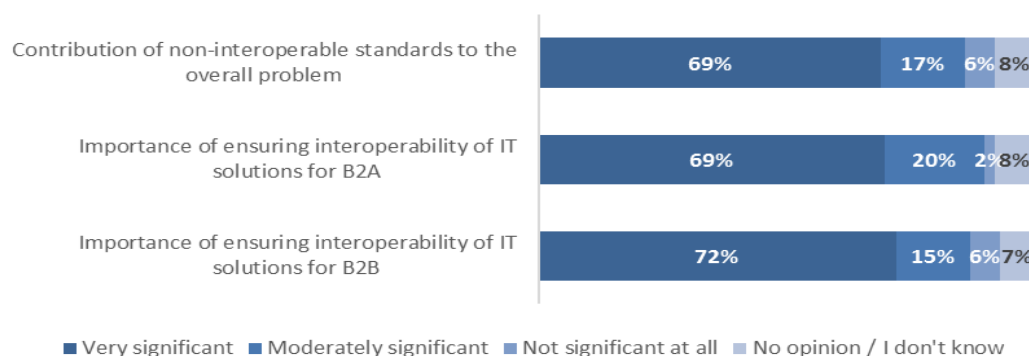 Contribution of non-interoperable standards to the
overall problem
69% 17% 6% 8%
Importance of ensuring interoperability of IT
solutions for B2A
69% 20% 2% 8%
Importance of ensuring interoperability of IT
solutions for B2B
72% 15% 6% 7%
Very significant Moderately significant Not significant at all No opinion / I don't know